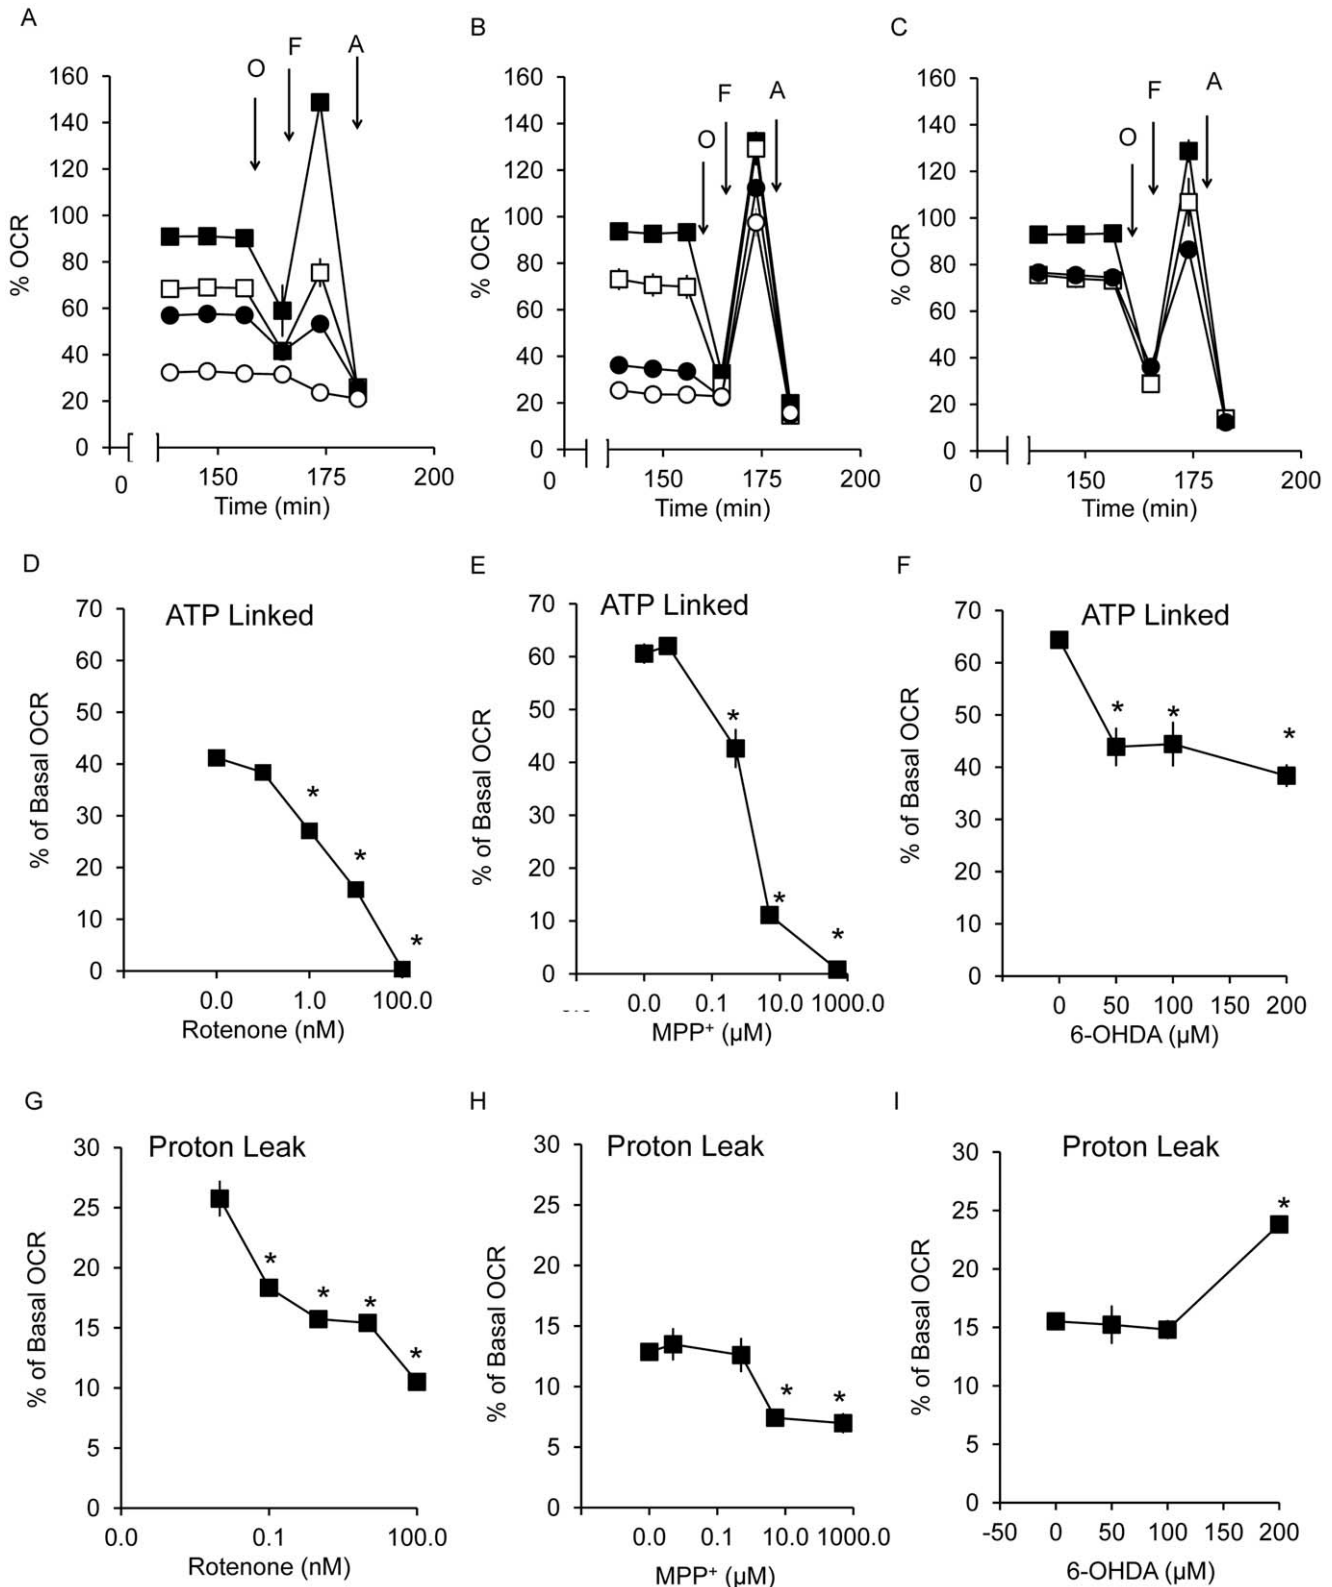 A
B
C
O
F
A
O
F
A
O
F
A
160
140
120
100
80
60
40
20
0
% OCR
0
150
175
200
Time (min)
160
140
120
100
80
60
40
20
0
% OCR
0
150
175
200
Time (min)
160
140
120
100
80
60
40
20
0
% OCR
0
150
175
200
Time (min)
D
ATP Linked
70
60
50
40
30
20
10
0
% of Basal OCR
0.0
1.0
100.0
Rotenone (nM)
*
*
*
E
ATP Linked
70
60
50
40
30
20
10
0
% of Basal OCR
0.0
0.1
10.0
1000.0
MPP⁺ (µM)
*
*
*
F
ATP Linked
70
60
50
40
30
20
10
0
% of Basal OCR
0
50
100
150
200
6-OHDA (µM)
*
*
*
G
Proton Leak
30
25
20
15
10
5
0
% of Basal OCR
0.0
0.1
100.0
Rotenone (nM)
*
*
*
*
H
Proton Leak
30
25
20
15
10
5
0
% of Basal OCR
0.0
0.1
10.0
1000.0
MPP⁺ (µM)
*
*
I
Proton Leak
30
25
20
15
10
5
0
% of Basal OCR
-50
0
50
100
150
200
6-OHDA (µM)
*